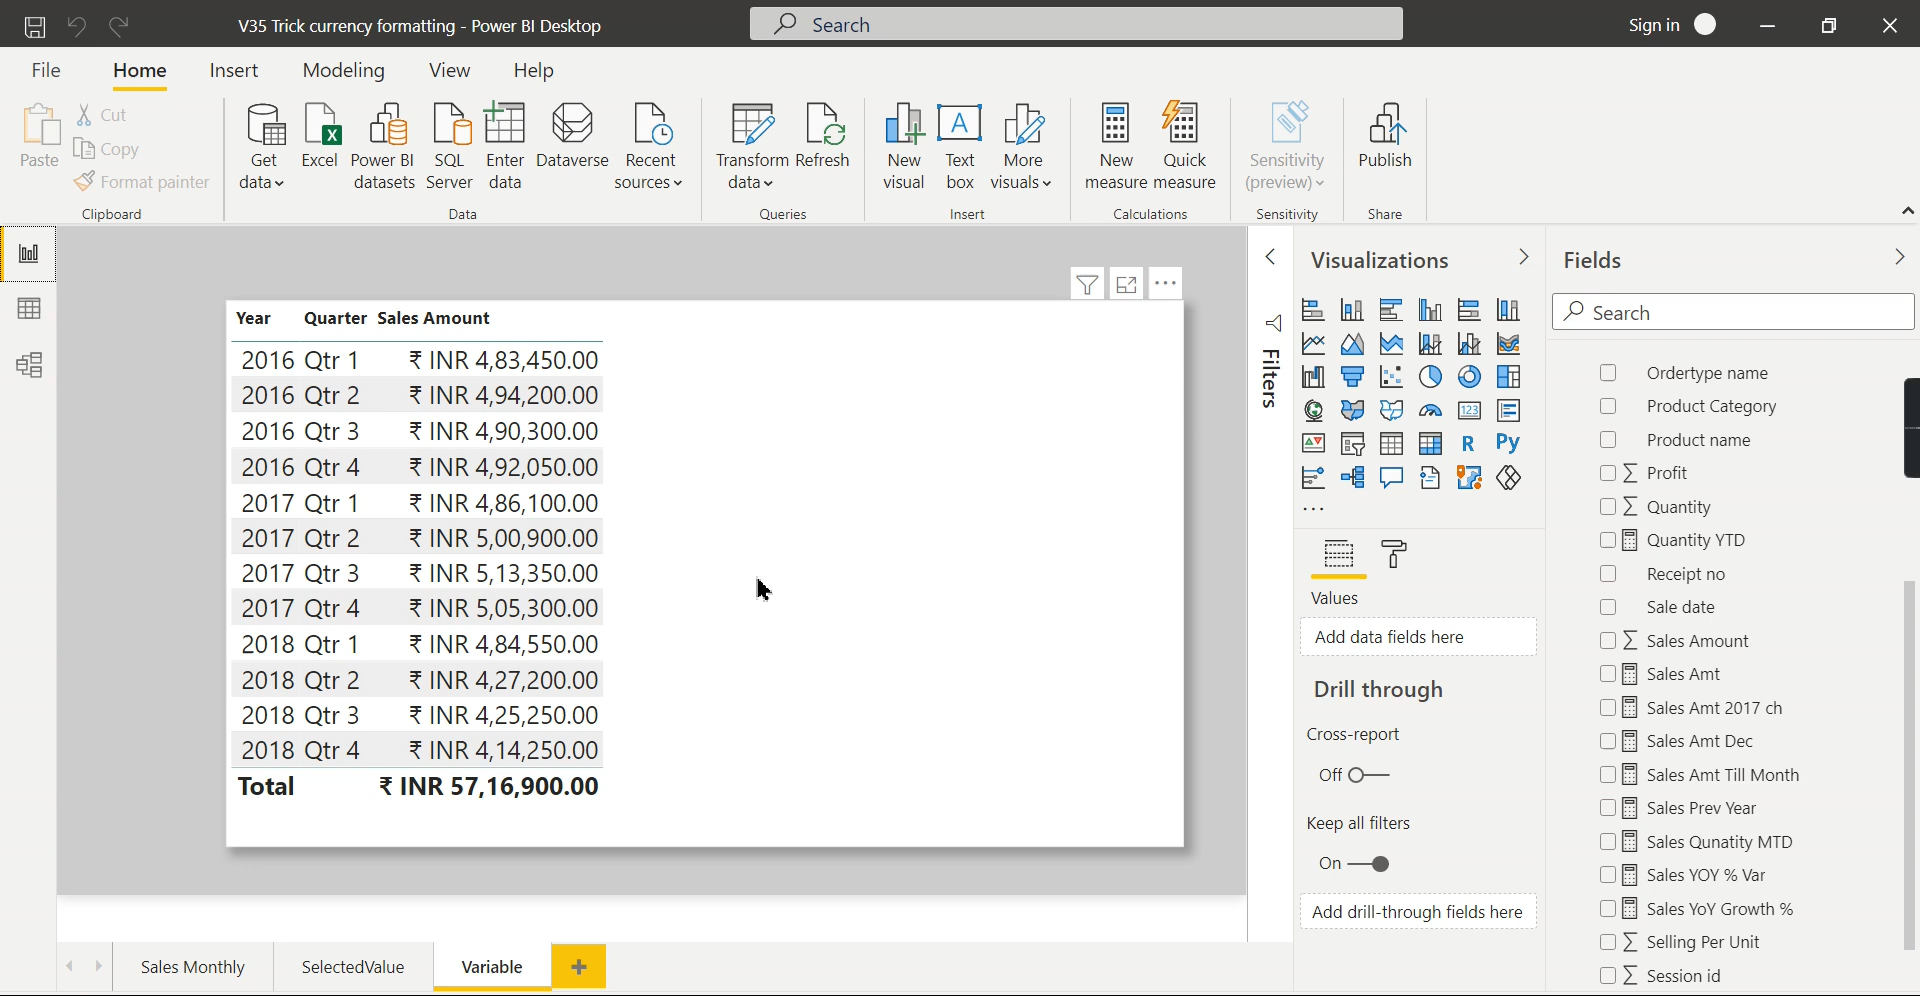 V35 Trick currency formatting - Power BI Desktop
Search
Sign in
File Home Insert Modeling View Help
Paste
Cut
Copy
Format painter
Clipboard
Get data
Excel
Power BI datasets
SQL Server
Enter data
Dataverse
Recent sources
Data
Transform data
Refresh
Queries
New visual
Text box
More visuals
Insert
New measure
Quick measure
Calculations
Sensitivity (preview)
Sensitivity
Publish
Share
Year Quarter Sales Amount
2016 Qtr 1 ₹ INR 4,83,450.00
2016 Qtr 2 ₹ INR 4,94,200.00
2016 Qtr 3 ₹ INR 4,90,300.00
2016 Qtr 4 ₹ INR 4,92,050.00
2017 Qtr 1 ₹ INR 4,86,100.00
2017 Qtr 2 ₹ INR 5,00,900.00
2017 Qtr 3 ₹ INR 5,13,350.00
2017 Qtr 4 ₹ INR 5,05,300.00
2018 Qtr 1 ₹ INR 4,84,550.00
2018 Qtr 2 ₹ INR 4,27,200.00
2018 Qtr 3 ₹ INR 4,25,250.00
2018 Qtr 4 ₹ INR 4,14,250.00
Total ₹ INR 57,16,900.00
Filters
Visualizations
123
R
Py
Values
Add data fields here
Drill through
Cross-report
Off
Keep all filters
On
Add drill-through fields here
Fields
Search
Ordertype name
Product Category
Product name
Profit
Quantity
Quantity YTD
Receipt no
Sale date
Sales Amount
Sales Amt
Sales Amt 2017 ch
Sales Amt Dec
Sales Amt Till Month
Sales Prev Year
Sales Qunatity MTD
Sales YOY % Var
Sales YoY Growth %
Selling Per Unit
Session id
Sales Monthly
SelectedValue
Variable